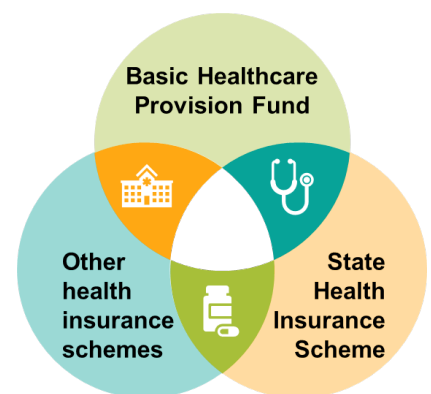 Basic Healthcare
Provision Fund
Other
health
insurance
schemes
State
Health
Insurance
Scheme